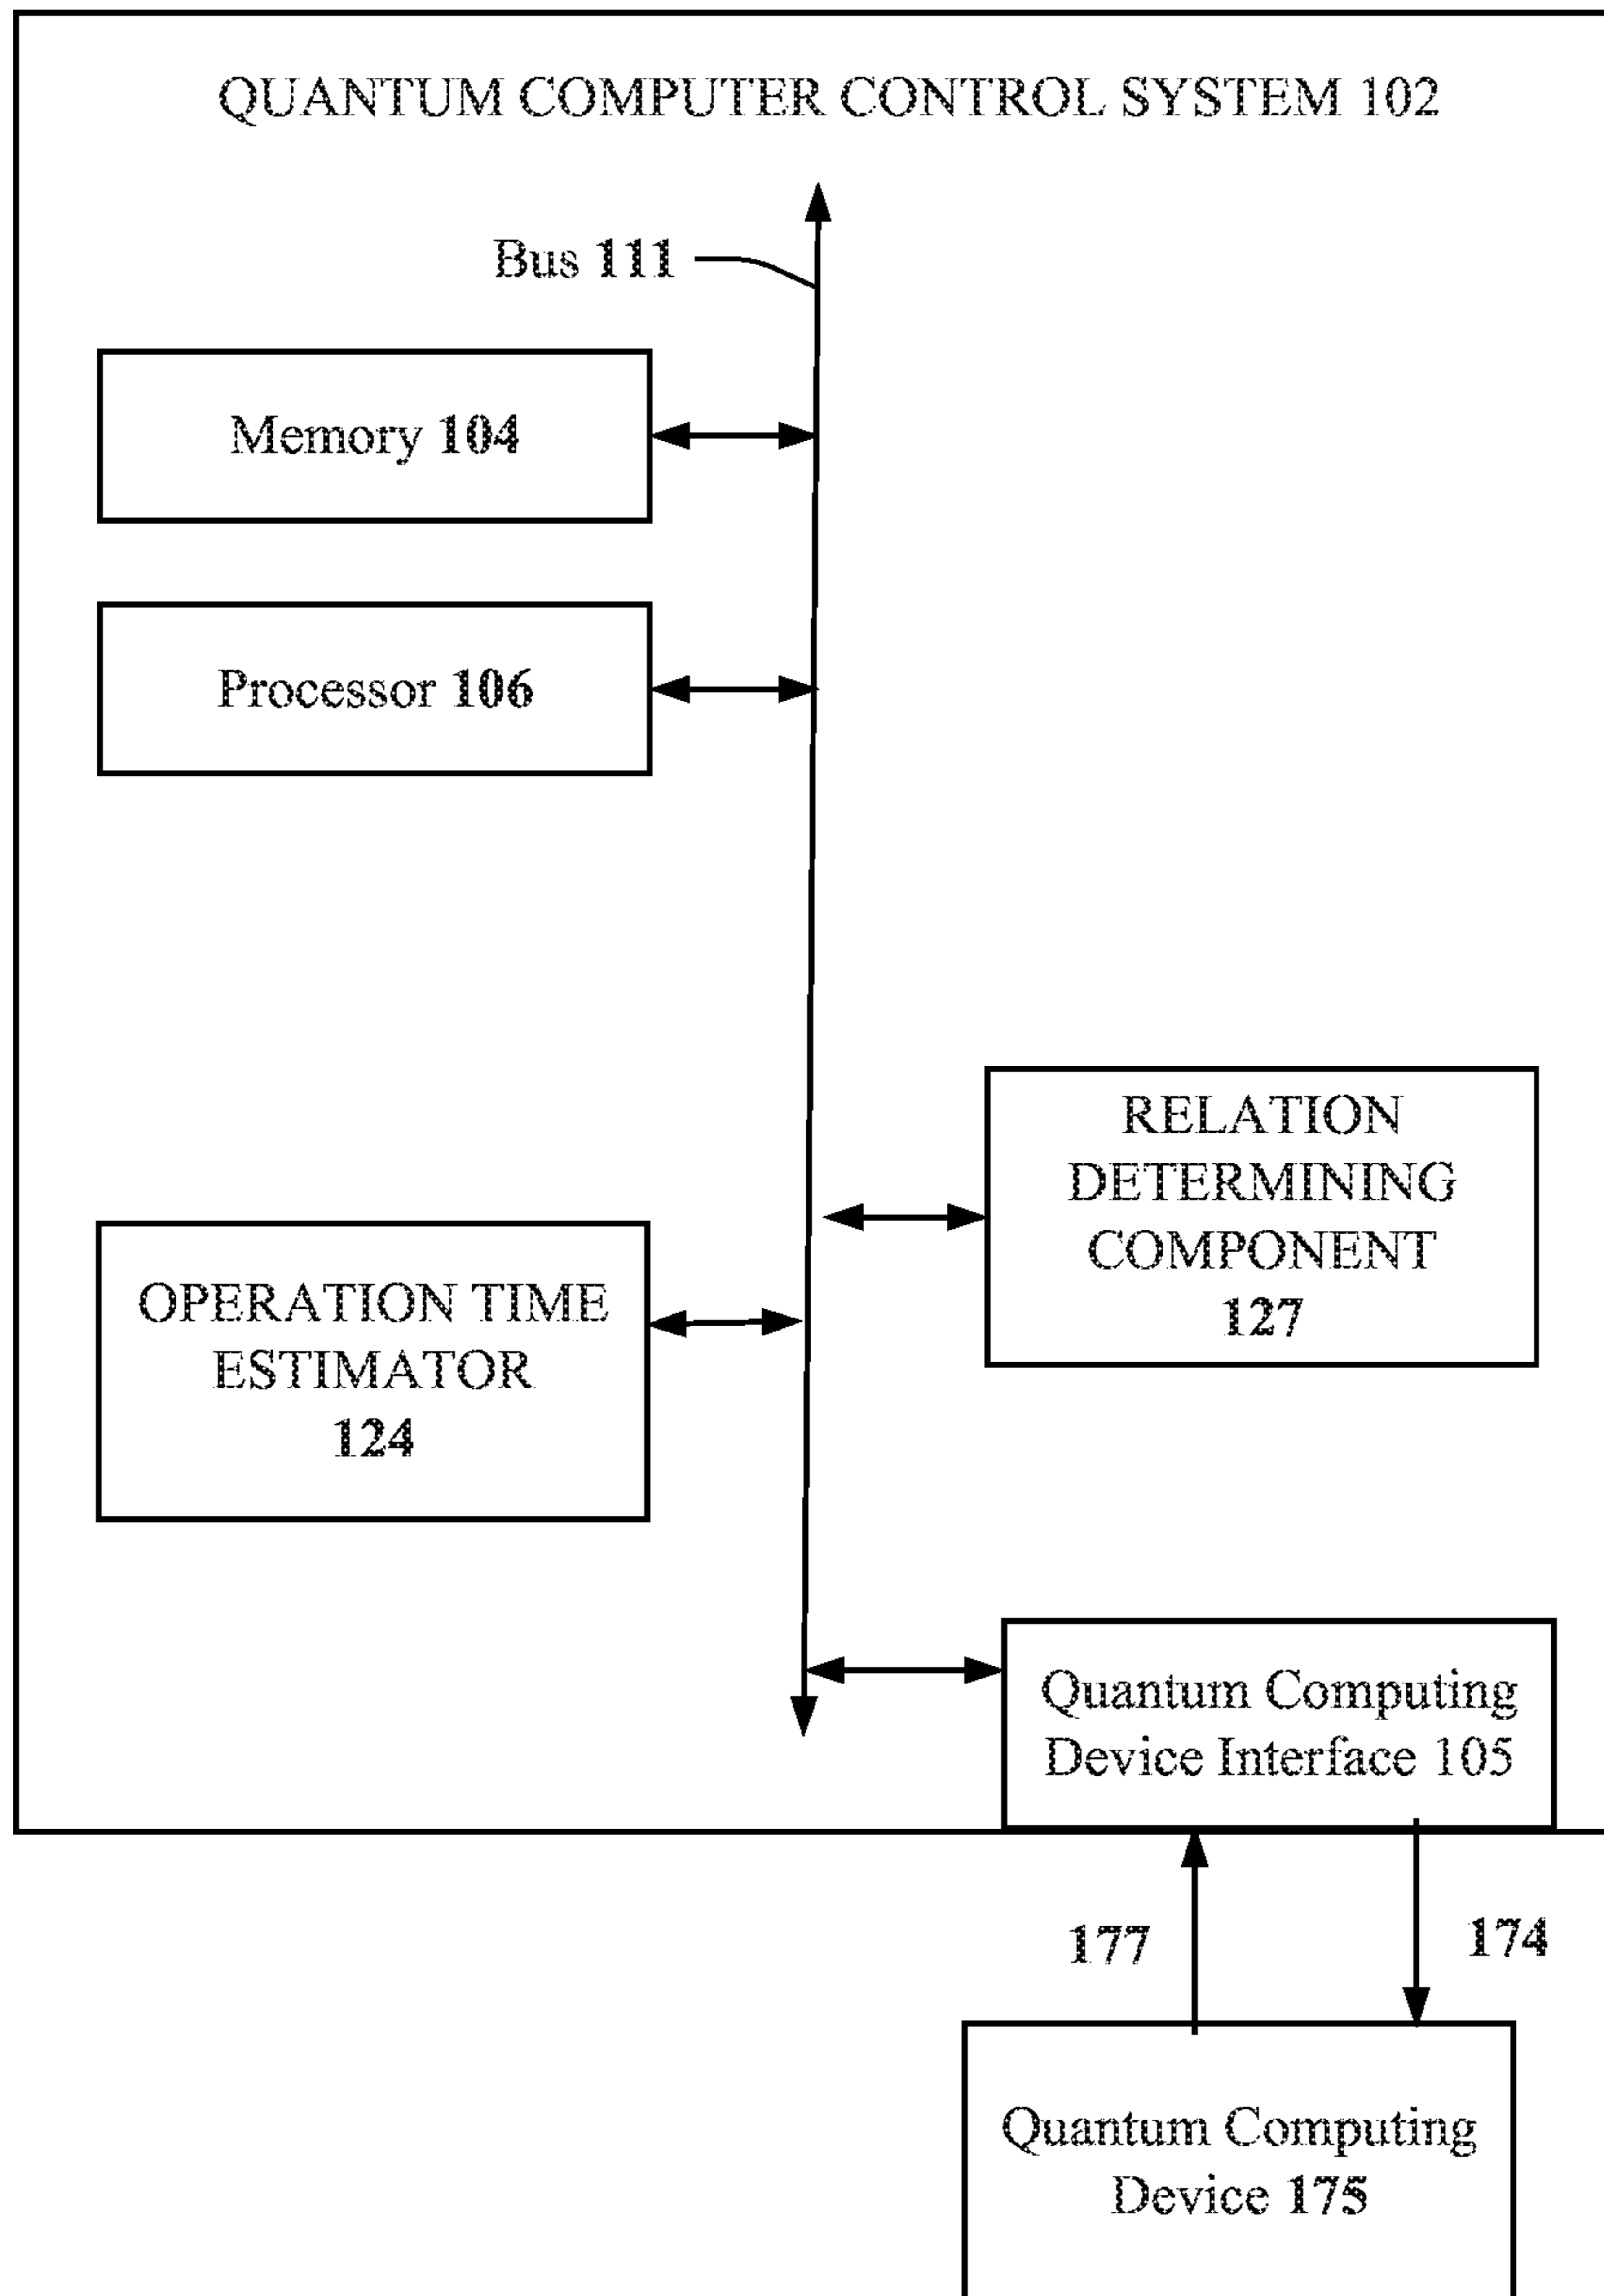 QUANTUM COMPUTER CONTROL SYSTEM 102
Bus 111
Memory 104
Processor 106
RELATION
DETERMINING
COMPONENT
127
OPERATION TIME
ESTIMATOR
124
Quantum Computing
Device Interface 105
177
174
Quantum Computing
Device 175